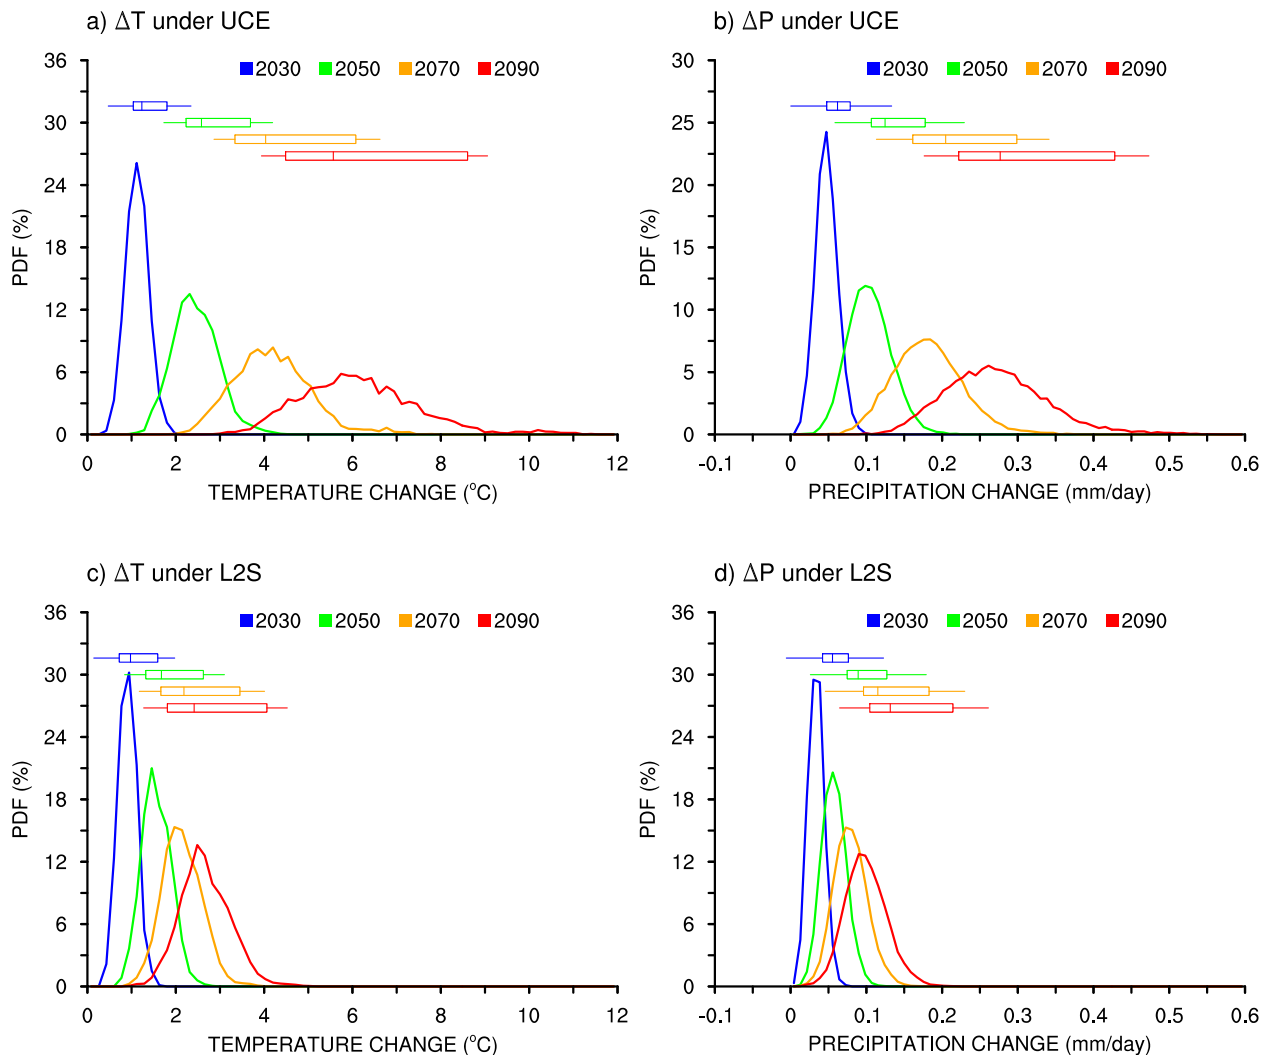 a) ΔT under UCE
36
30
24
18
12
6
0
PDF (%)
2030 2050 2070 2090
0 2 4 6 8 10 12
TEMPERATURE CHANGE (°C)
b) ΔP under UCE
30
25
20
15
10
5
0
PDF (%)
2030 2050 2070 2090
-0.1 0 0.1 0.2 0.3 0.4 0.5 0.6
PRECIPITATION CHANGE (mm/day)
c) ΔT under L2S
36
30
24
18
12
6
0
PDF (%)
2030 2050 2070 2090
0 2 4 6 8 10 12
TEMPERATURE CHANGE (°C)
d) ΔP under L2S
36
30
24
18
12
6
0
PDF (%)
2030 2050 2070 2090
-0.1 0 0.1 0.2 0.3 0.4 0.5 0.6
PRECIPITATION CHANGE (mm/day)